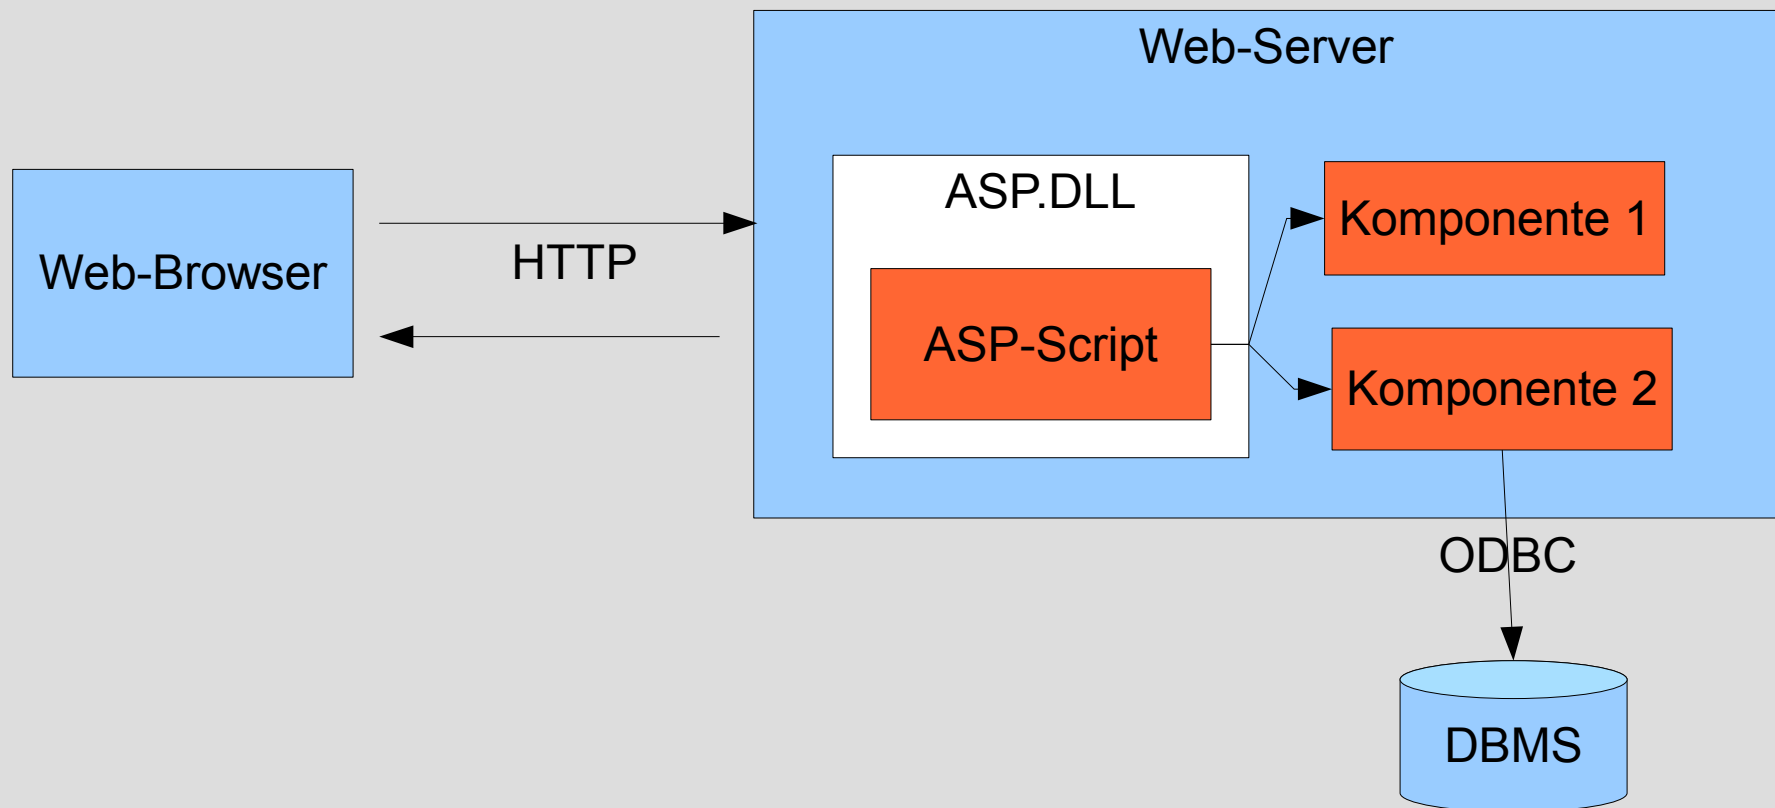 Web-Server
ASP.DLL
Komponente 1
Web-Browser
HTTP
ASP-Script
Komponente 2
ODBC
DBMS